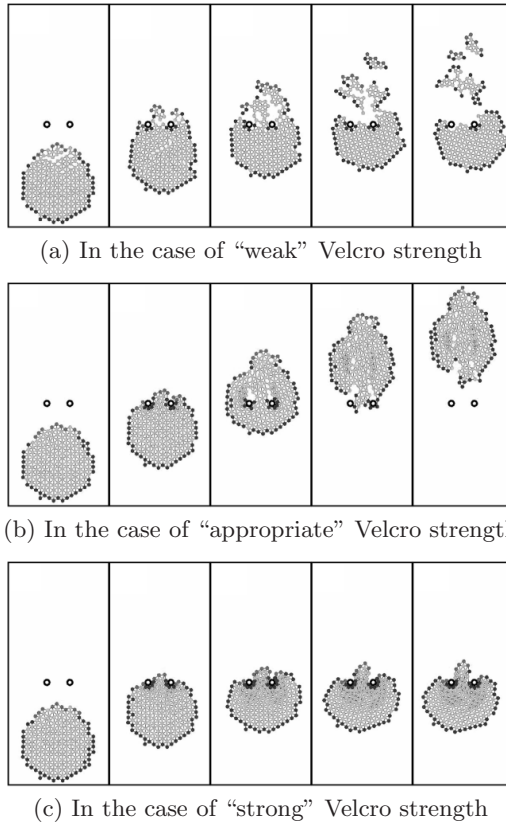 (a) In the case of “weak” Velcro strength
(b) In the case of “appropriate” Velcro strength
(c) In the case of “strong” Velcro strength